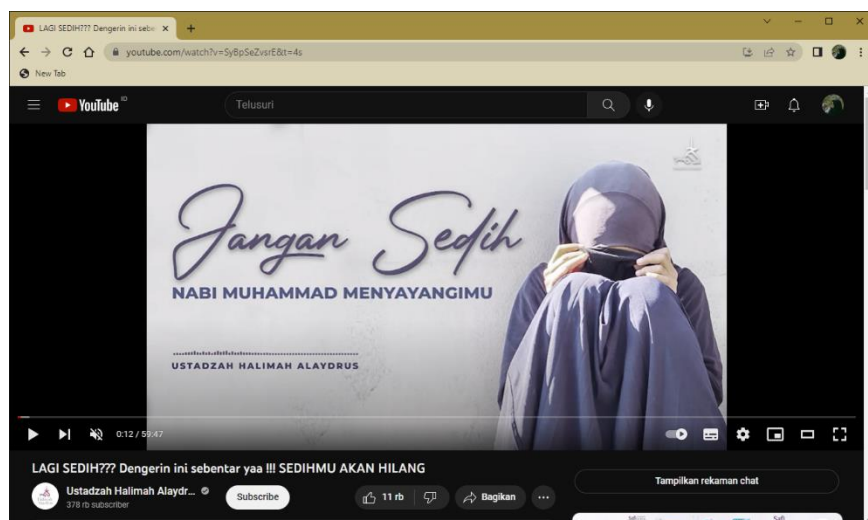 LAGI SEDIH??? Dengerin ini sebe
New Tab
youtube.com/watch?v=SyBpSeZvsrE&t=4s
YouTube ID
Telusuri
Jangan Sedih
NABI MUHAMMAD MENYAYANGIMU
USTADZAH HALIMAH ALAYDRUS
0:12 / 59:47
LAGI SEDIH??? Dengerin ini sebentar yaa !!! SEDIHMU AKAN HILANG
Ustadzah Halimah Alaydr...
378 rb subscriber
Subscribe
11 rb
Bagikan
Tampilkan rekaman chat